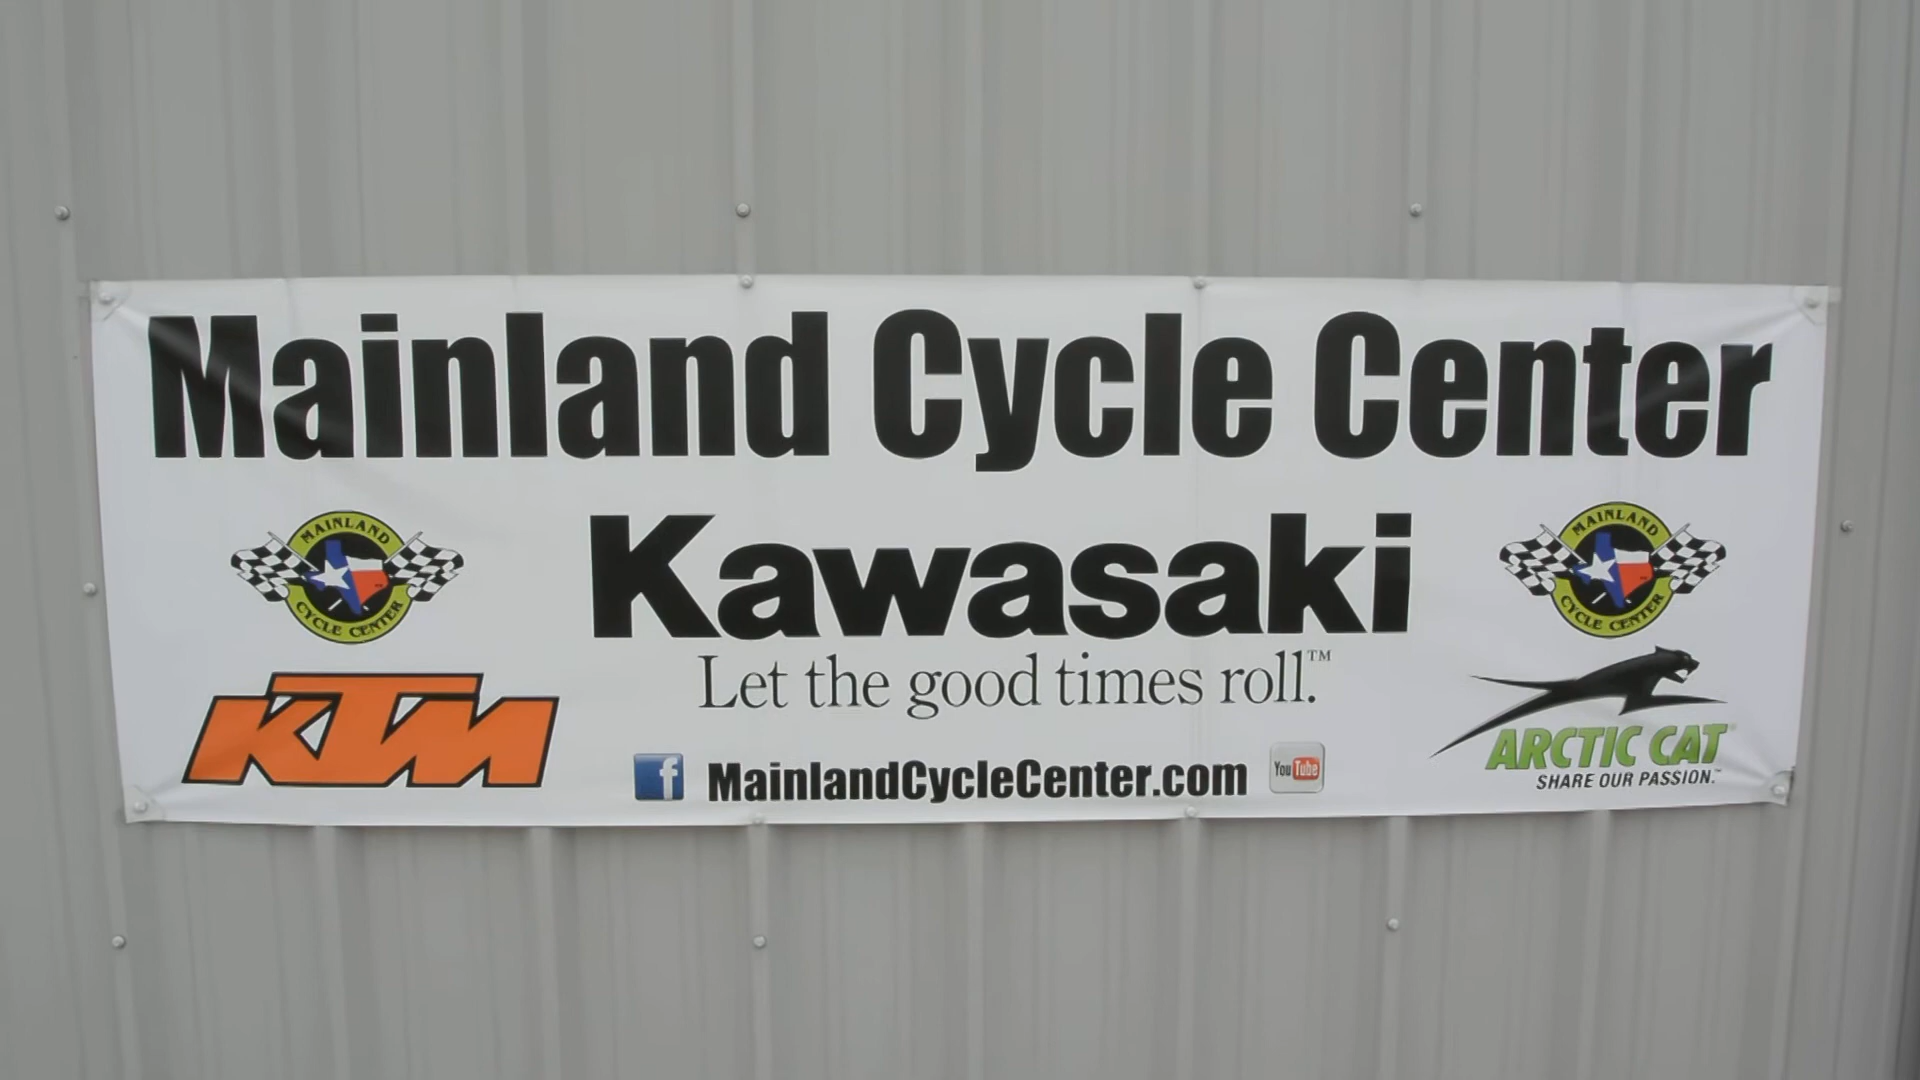 Mainland Cycle Center
MAINLAND
CYCLE CENTER
Kawasaki
Let the good times roll.™
MAINLAND
CYCLE CENTER
KTM
f MainlandCycleCenter.com YouTube
ARCTIC CAT
SHARE OUR PASSION.™